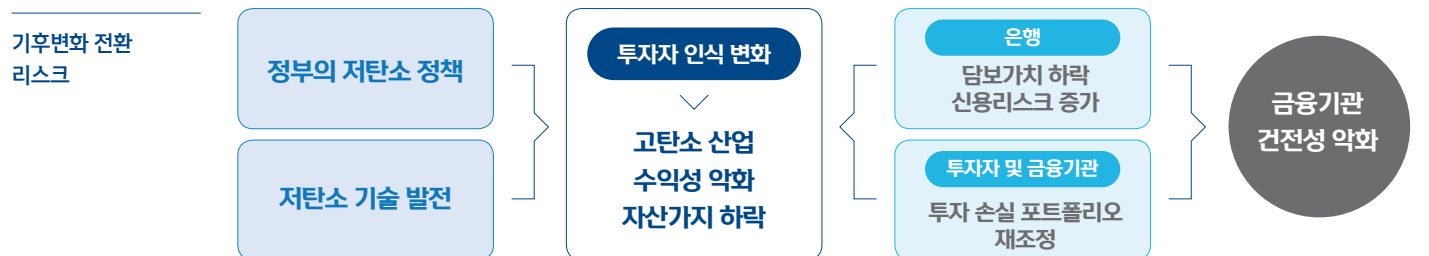 기후변화 전환
리스크
정부의 저탄소 정책
저탄소 기술 발전
투자자 인식 변화
고탄소 산업
수익성 악화
자산가지 하락
은행
담보가치 하락
신용리스크 증가
투자자 및 금융기관
투자 손실 포트폴리오
재조정
금융기관
건전성 악화